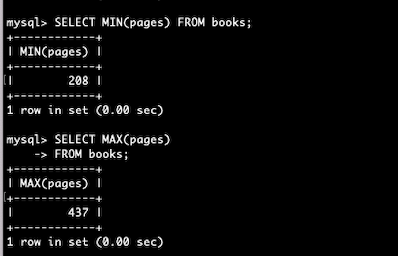 mysql> SELECT MIN(pages) FROM books;
+------------+
| MIN(pages) |
+------------+
|        208 |
+------------+
1 row in set (0.00 sec)
mysql> SELECT MAX(pages)
    -> FROM books;
+------------+
| MAX(pages) |
+------------+
|        437 |
+------------+
1 row in set (0.00 sec)